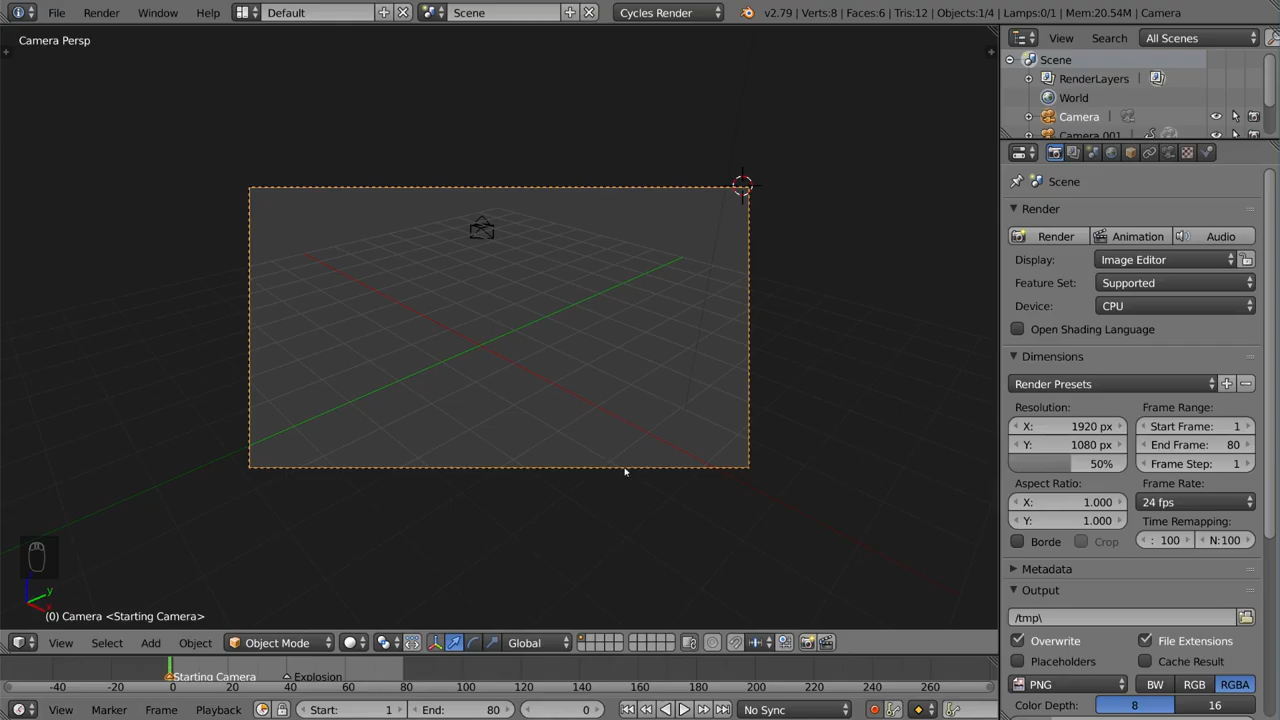 File Render Window Help Default Scene Cycles Render v2.79 | Verts:8 | Faces:6 | Tris:12 | Objects:1/4 | Lamps:0/1 | Mem:20.54M | Camera
Camera Persp
View Search All Scenes
Scene
RenderLayers
World
Camera
Camera.001
Scene
Render
Render Animation Audio
Display: Image Editor
Feature Set: Supported
Device: CPU
Open Shading Language
Dimensions
Render Presets
Resolution: Frame Range:
X: 1920 px Start Frame: 1
Y: 1080 px End Frame: 80
50% Frame Step: 1
Aspect Ratio: Frame Rate:
X: 1.000 24 fps
Y: 1.000 Time Remapping:
Borde Crop : 100 N:100
Metadata
Output
/tmp\
Overwrite File Extensions
Placeholders Cache Result
PNG BW RGB RGBA
Color Depth: 8 16
z y x
(0) Camera <Starting Camera>
View Select Add Object Object Mode Global
Starting Camera Explosion
-40 -20 0 20 40 60 80 100 120 140 160 180 200 220 240 260
View Marker Frame Playback Start: 1 End: 80 0 No Sync